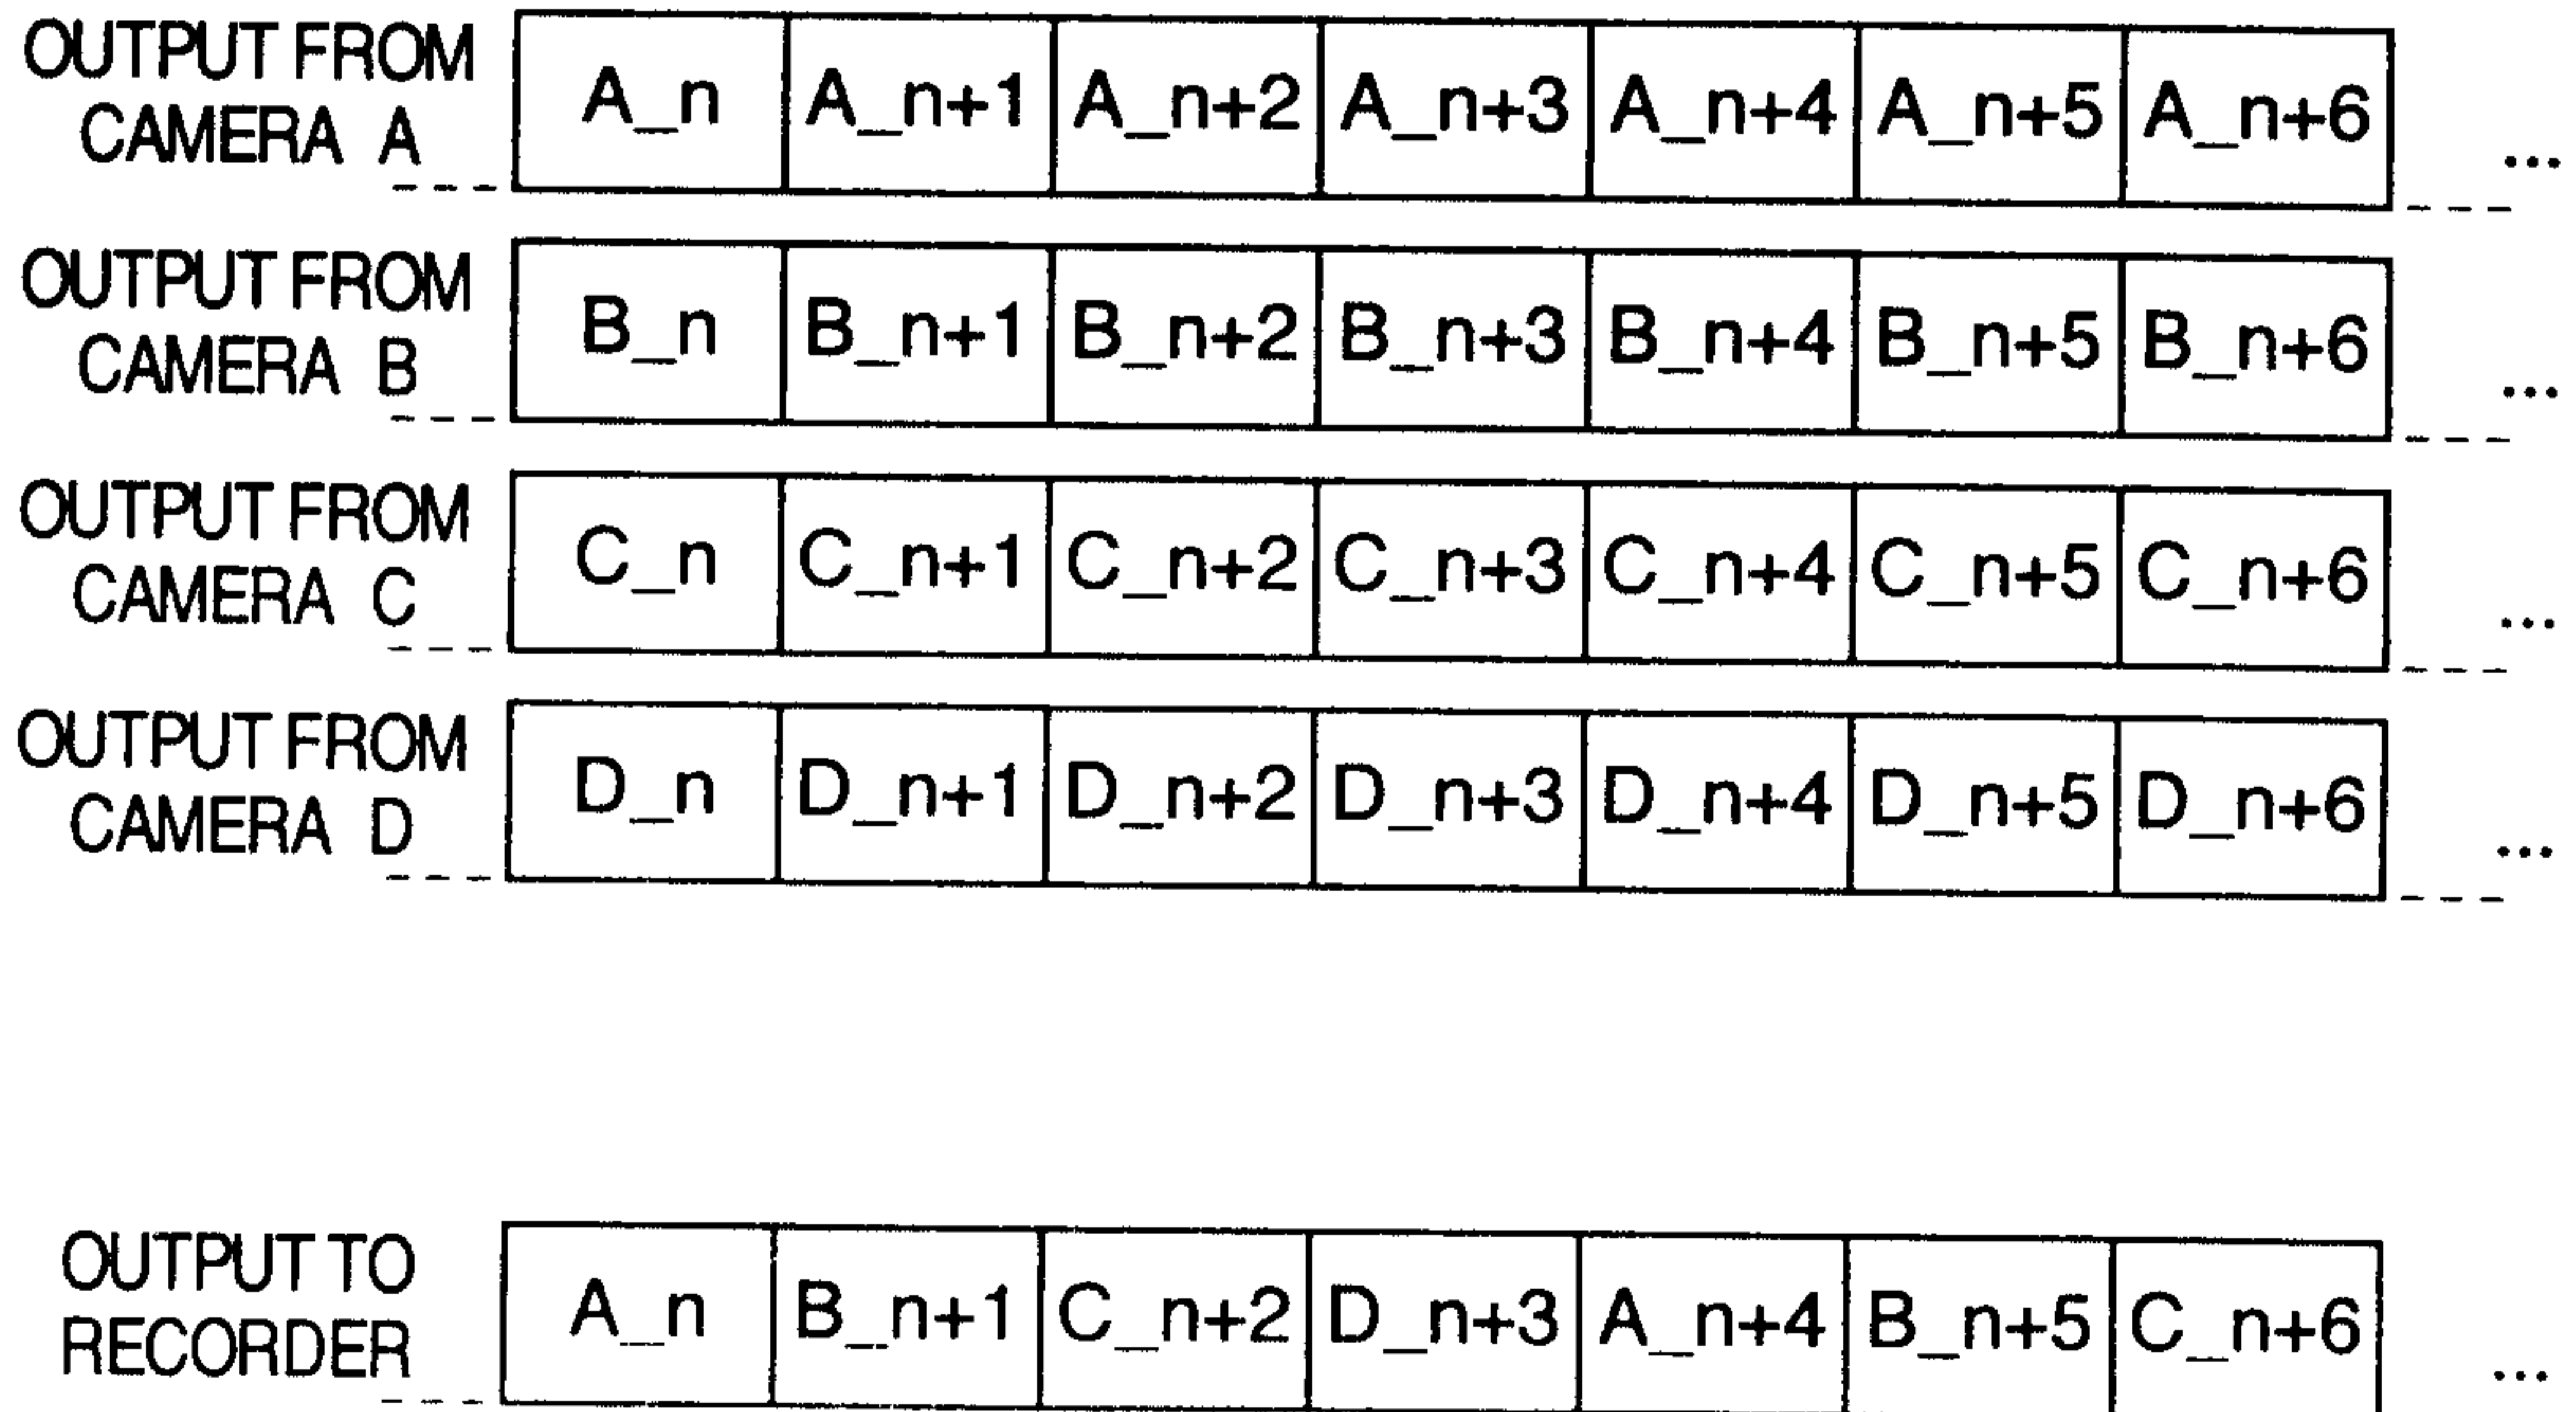 OUTPUT FROM
CAMERA A
A_n A_n+1 A_n+2 A_n+3 A_n+4 A_n+5 A_n+6 ...
OUTPUT FROM
CAMERA B
B_n B_n+1 B_n+2 B_n+3 B_n+4 B_n+5 B_n+6 ...
OUTPUT FROM
CAMERA C
C_n C_n+1 C_n+2 C_n+3 C_n+4 C_n+5 C_n+6 ...
OUTPUT FROM
CAMERA D
D_n D_n+1 D_n+2 D_n+3 D_n+4 D_n+5 D_n+6 ...
OUTPUT TO
RECORDER
A_n B_n+1 C_n+2 D_n+3 A_n+4 B_n+5 C_n+6 ...